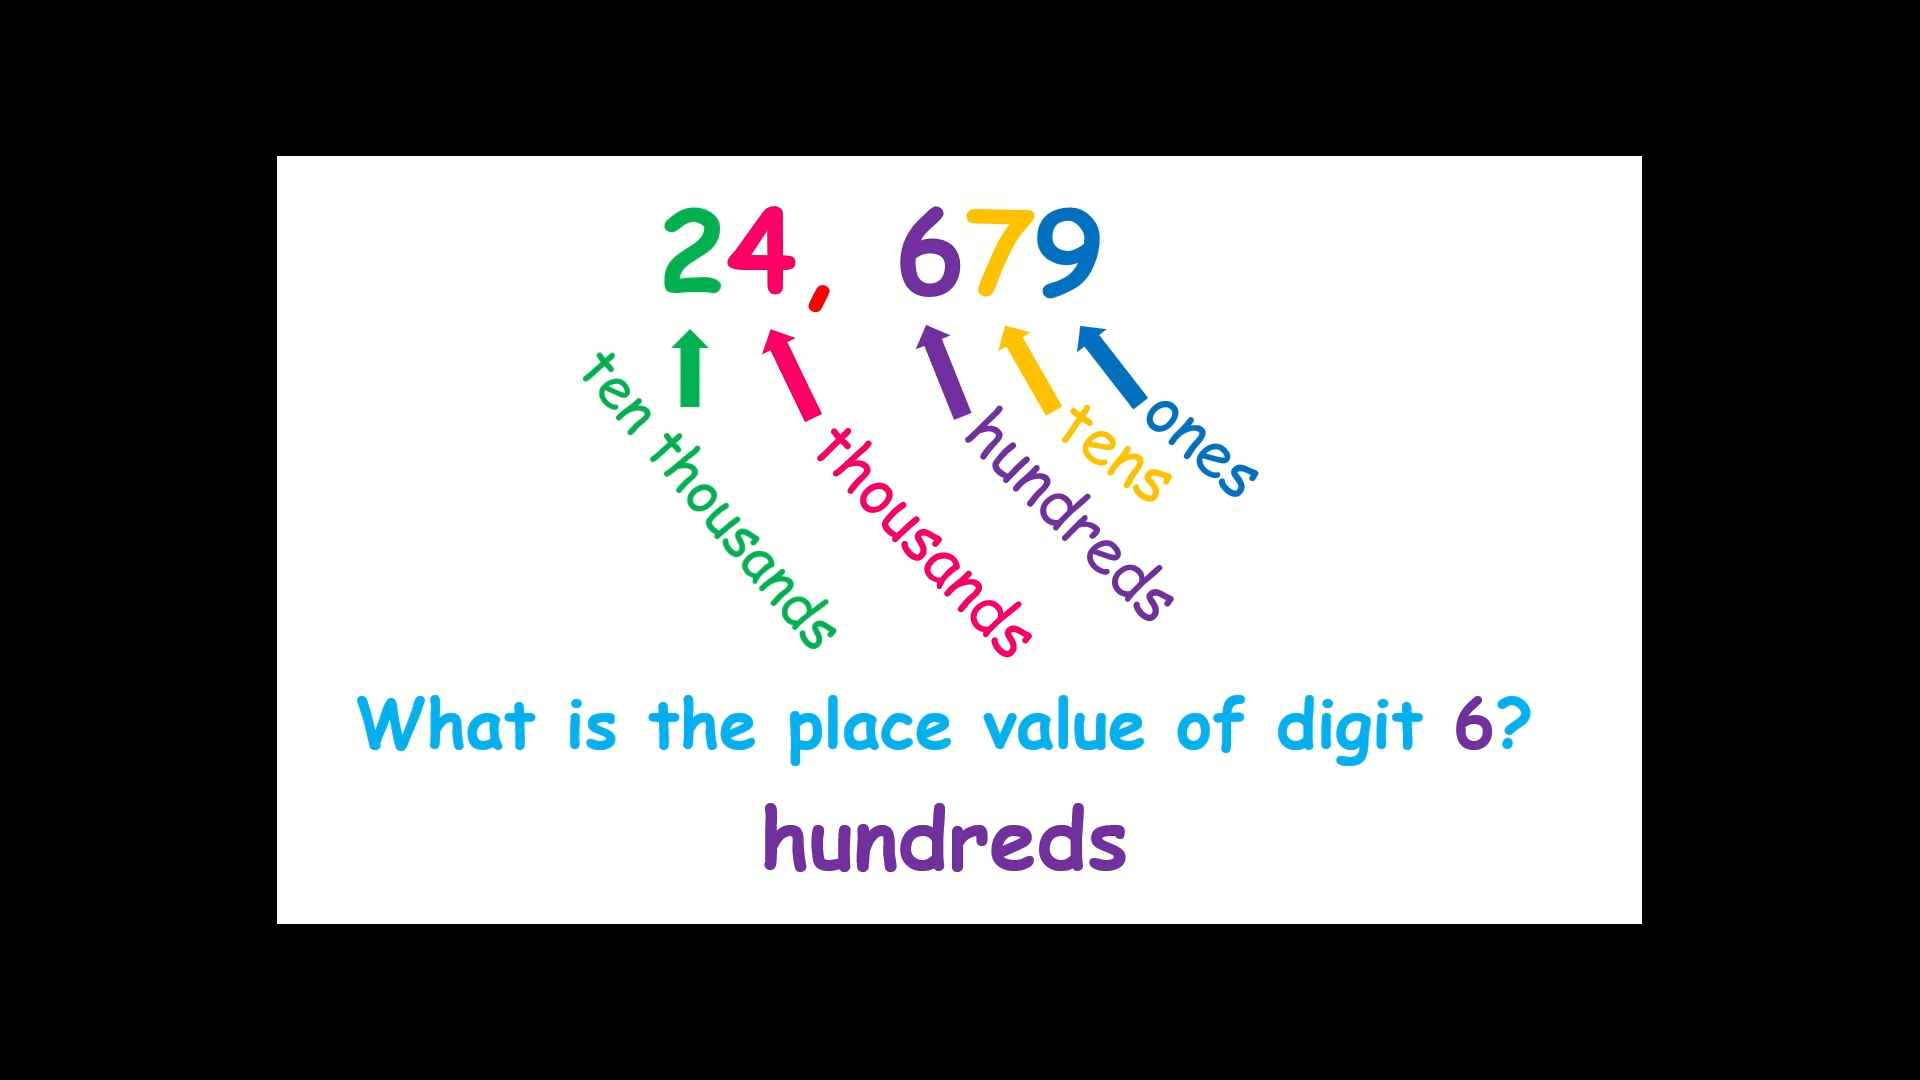 24, 679
ten thousands
thousands
hundreds
tens
ones
What is the place value of digit 6?
hundreds